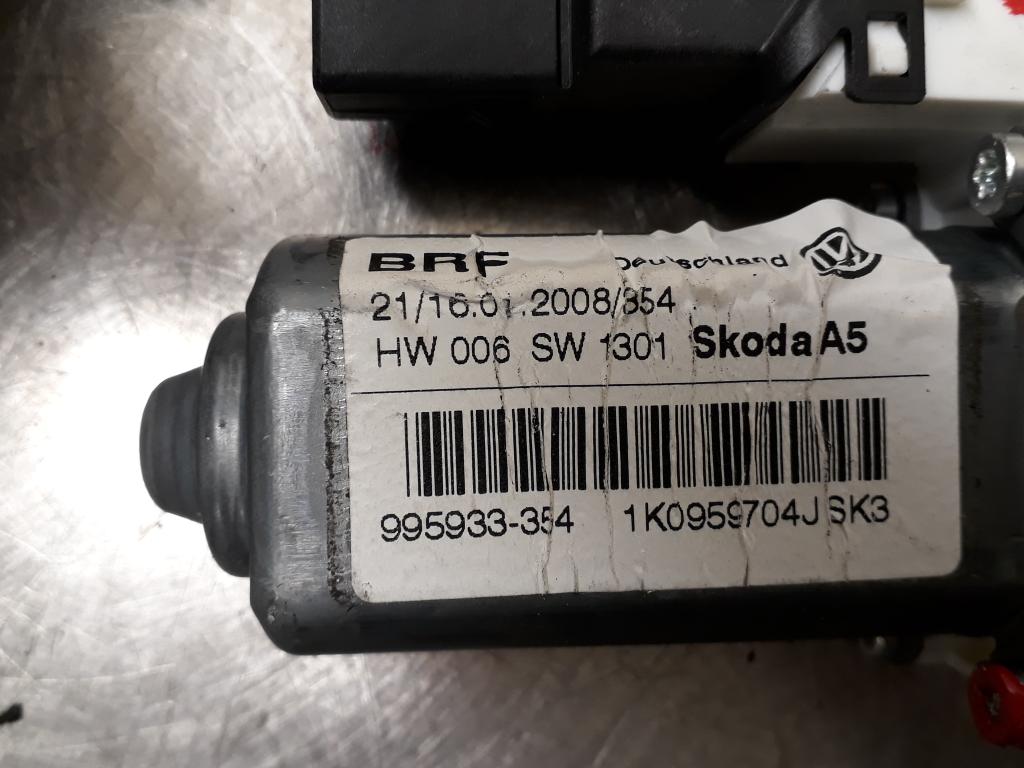 BRF Deutschland
21/16.01.2008/354
HW 006 SW 1301 Skoda A5
995933-354 1K0959704J SK3